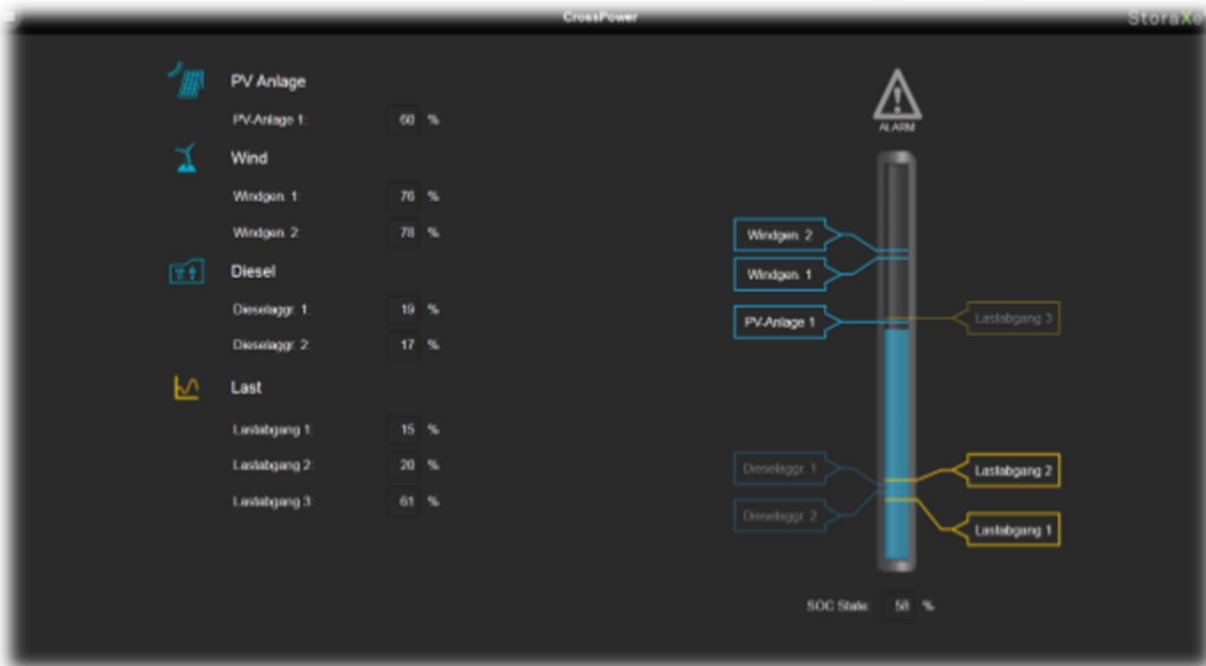 CrossPower
StoraXe
PV Anlage
PV-Anlage 1: 60 %
Wind
Windgen. 1: 76 %
Windgen. 2: 78 %
Diesel
Dieselaggr. 1: 19 %
Dieselaggr. 2: 17 %
Last
Lastabgang 1: 15 %
Lastabgang 2: 20 %
Lastabgang 3: 61 %
ALARM
Windgen. 2
Windgen. 1
PV-Anlage 1
Lastabgang 3
Dieselaggr. 1
Dieselaggr. 2
Lastabgang 2
Lastabgang 1
SOC State: 58 %